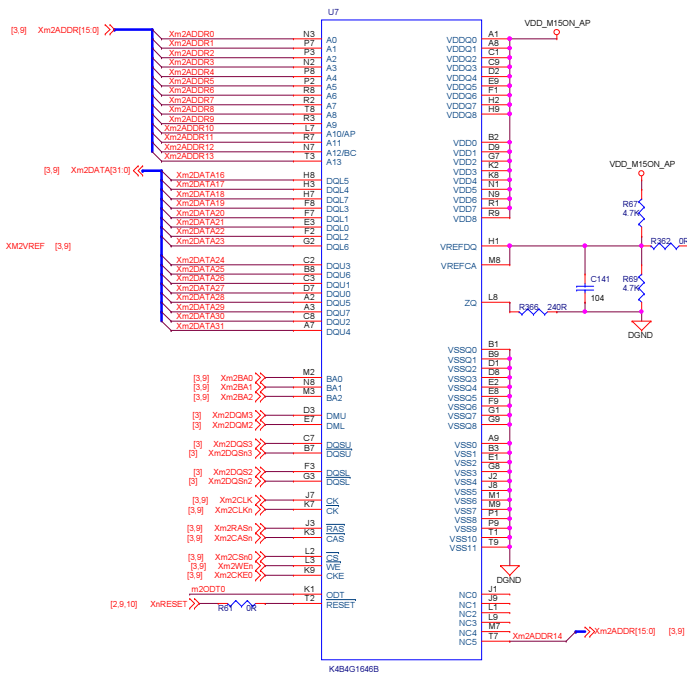 U7
[3,9] Xm2ADDR[15:0]
Xm2ADDR0 N3 A0
Xm2ADDR1 P7 A1
Xm2ADDR2 P3 A2
Xm2ADDR3 N2 A3
Xm2ADDR4 P8 A4
Xm2ADDR5 P2 A5
Xm2ADDR6 R8 A6
Xm2ADDR7 R2 A7
Xm2ADDR8 T8 A8
Xm2ADDR9 R3 A9
Xm2ADDR10 L7 A10/AP
Xm2ADDR11 R7 A11
Xm2ADDR12 N7 A12/BC
Xm2ADDR13 T3 A13
[3,9] Xm2DATA[31:0]
Xm2DATA16 H8 DQL5
Xm2DATA17 H3 DQL4
Xm2DATA18 H7 DQL7
Xm2DATA19 F8 DQL3
Xm2DATA20 F7 DQL1
Xm2DATA21 E3 DQL0
Xm2DATA22 F2 DQL2
Xm2DATA23 G2 DQL6
XM2VREF [3,9]
Xm2DATA24 C2 DQU3
Xm2DATA25 B8 DQU6
Xm2DATA26 C3 DQU1
Xm2DATA27 D7 DQU0
Xm2DATA28 A2 DQU5
Xm2DATA29 A3 DQU7
Xm2DATA30 C8 DQU2
Xm2DATA31 A7 DQU4
[3,9] Xm2BA0 M2 BA0
[3,9] Xm2BA1 N8 BA1
[3,9] Xm2BA2 M3 BA2
[3] Xm2DQM3 D3 DMU
[3] Xm2DQM2 E7 DML
[3] Xm2DQS3 C7 DQSU
[3] Xm2DQSn3 B7 DQSU
[3] Xm2DQS2 F3 DQSL
[3] Xm2DQSn2 G3 DQSL
[3,9] Xm2CLK J7 CK
[3,9] Xm2CLKn K7 CK
[3,9] Xm2RASn J3 RAS
[3,9] Xm2CASn K3 CAS
[3,9] Xm2CSn0 L2 CS
[3,9] Xm2WEn L3 WE
[3,9] Xm2CKE0 K9 CKE
m2ODT0 K1 ODT
[2,9,10] XnRESET R61 0R T2 RESET
VDD_M15ON_AP
VDDQ0 A1
VDDQ1 A8
VDDQ2 C1
VDDQ3 C9
VDDQ4 D2
VDDQ5 E9
VDDQ6 F1
VDDQ7 H2
VDDQ8 H9
VDD0 B2
VDD1 D9
VDD2 G7
VDD3 K2
VDD4 K8
VDD5 N1
VDD6 N9
VDD7 R1
VDD8 R9
VDD_M15ON_AP
R67
4.7K
VREFDQ H1
R362 0R
VREFCA M8
C141
104
R69
4.7K
ZQ L8
R366 240R
DGND
VSSQ0 B1
VSSQ1 B9
VSSQ2 D1
VSSQ3 D8
VSSQ4 E2
VSSQ5 E8
VSSQ6 F9
VSSQ7 G1
VSSQ8 G9
VSS0 A9
VSS1 B3
VSS2 E1
VSS3 G8
VSS4 J2
VSS5 J8
VSS6 M1
VSS7 M9
VSS8 P1
VSS9 P9
VSS10 T1
VSS11 T9
DGND
NC0 J1
NC1 J9
NC2 L1
NC3 L9
NC4 M7
NC5 T7 Xm2ADDR14 Xm2ADDR[15:0] [3,9]
K4B4G1646B